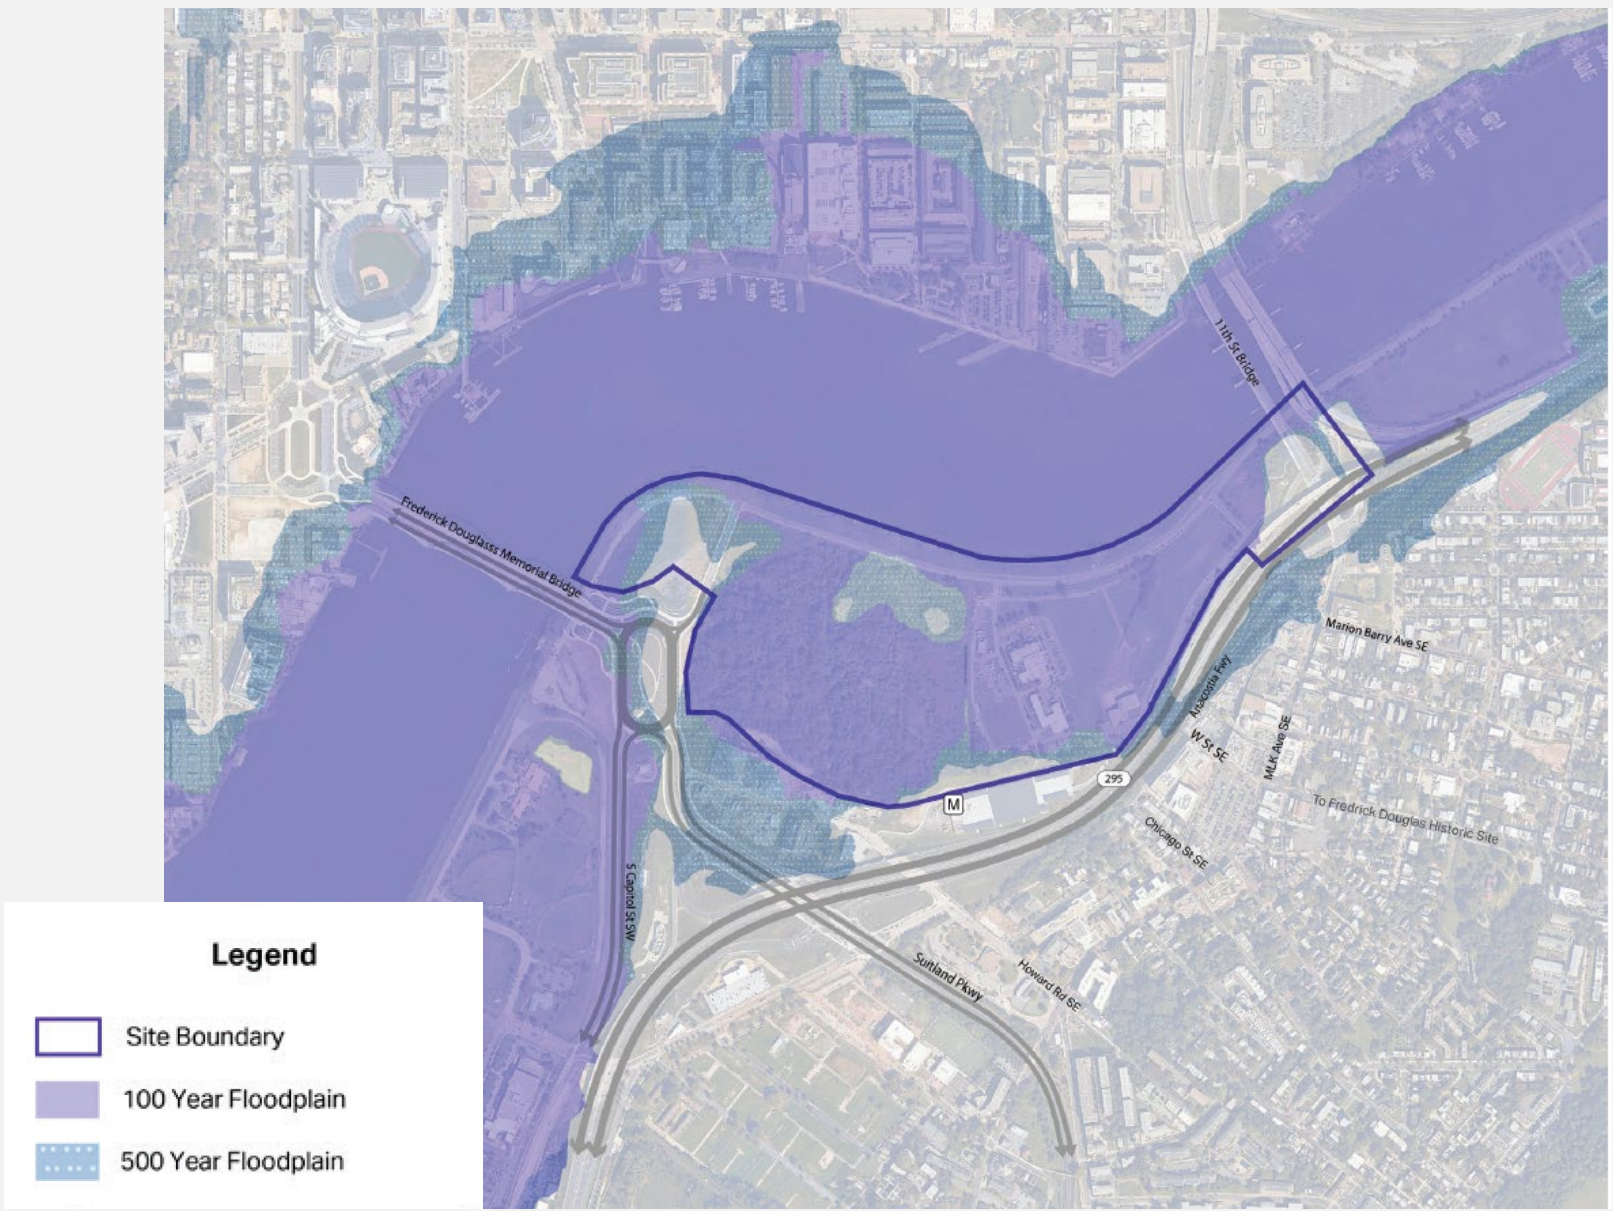 11th St Bridge
Frederick Douglasss Memorial Bridge
Marion Barry Ave SE
Anacostia Fwy
W St SE
MLK Ave SE
295
M
To Fredrick Douglas Historic Site
Chicago St SE
S Capitol St SW
Suitland Pkwy
Howard Rd SE
Legend
Site Boundary
100 Year Floodplain
500 Year Floodplain